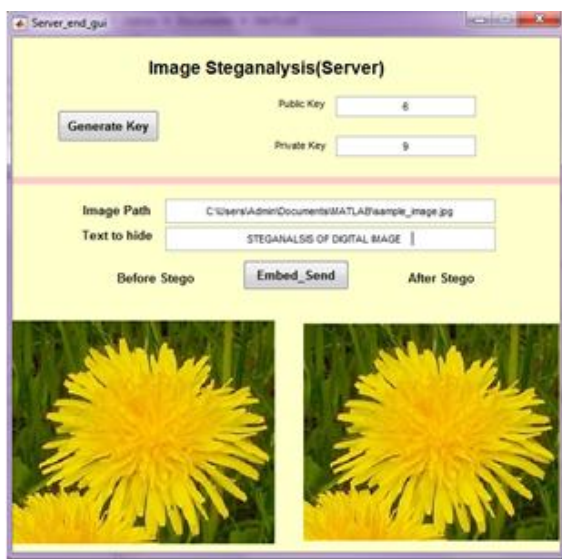 Server_end_gui
Image Steganalysis(Server)
Generate Key
Public Key
6
Private Key
9
Image Path
C:\Users\Admin\Documents\MATLAB\sample_image.jpg
Text to hide
STEGANALSIS OF DIGITAL IMAGE
Before Stego
Embed_Send
After Stego